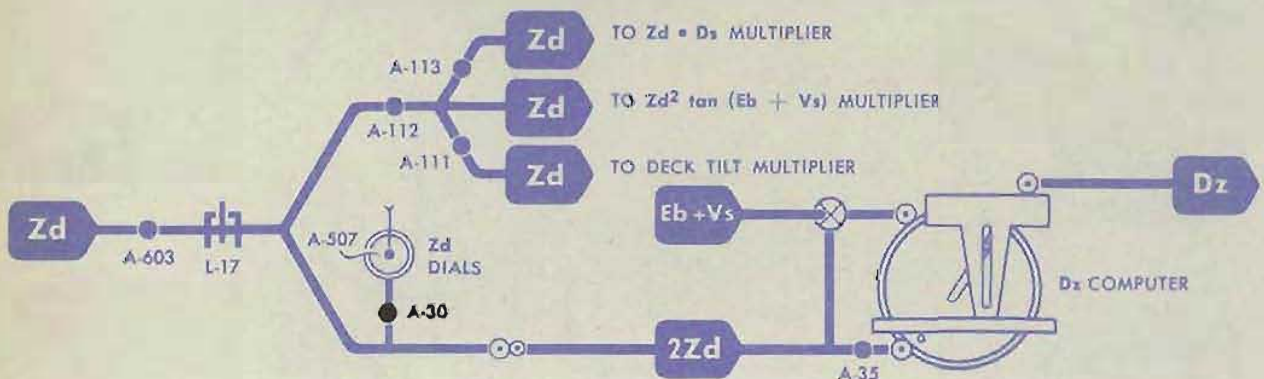 Zd TO Zd • Ds MULTIPLIER
A-113
Zd TO Zd² tan (Eb + Vs) MULTIPLIER
A-112
A-111
Zd TO DECK TILT MULTIPLIER
Dz
Eb+Vs
Zd
A-603
L-17
A-507
Zd
DIALS
Dz COMPUTER
A-30
2Zd
A-35